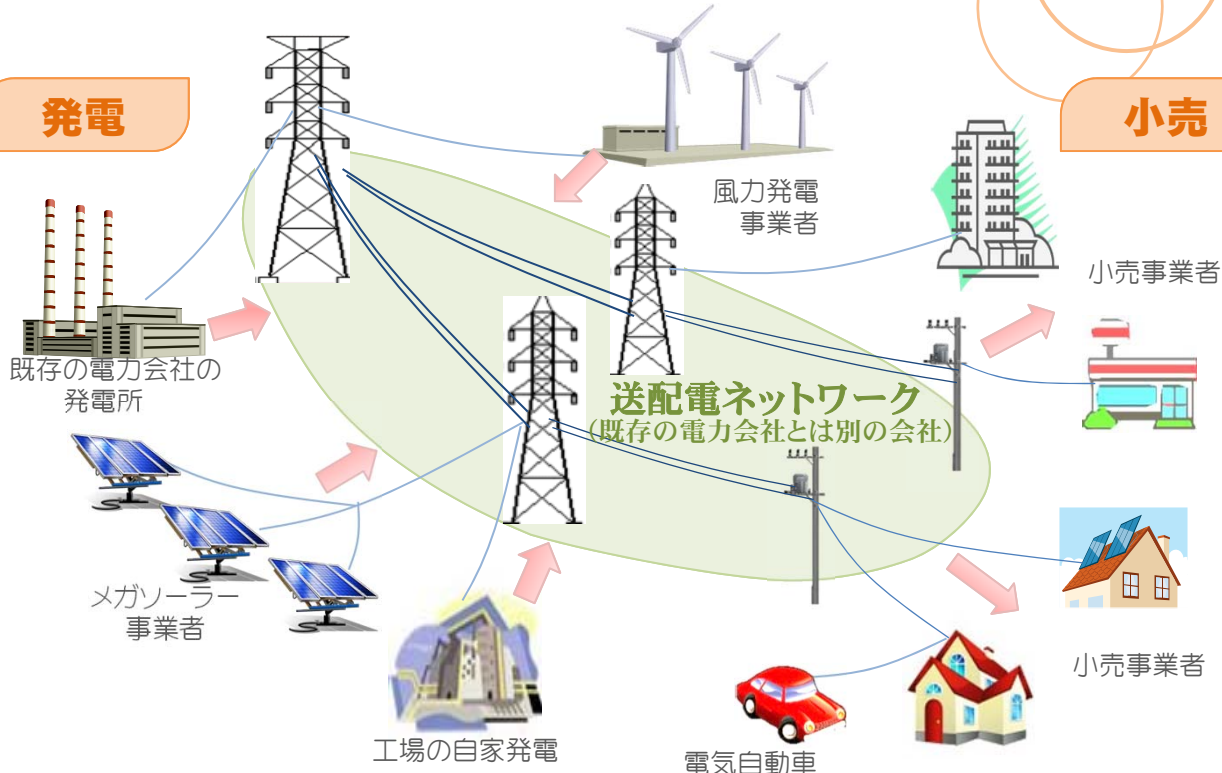 発電
小売
風力発電
事業者
小売事業者
既存の電力会社の
発電所
送配電ネットワーク
(既存の電力会社とは別の会社)
メガソーラー
事業者
小売事業者
工場の自家発電
電気自動車